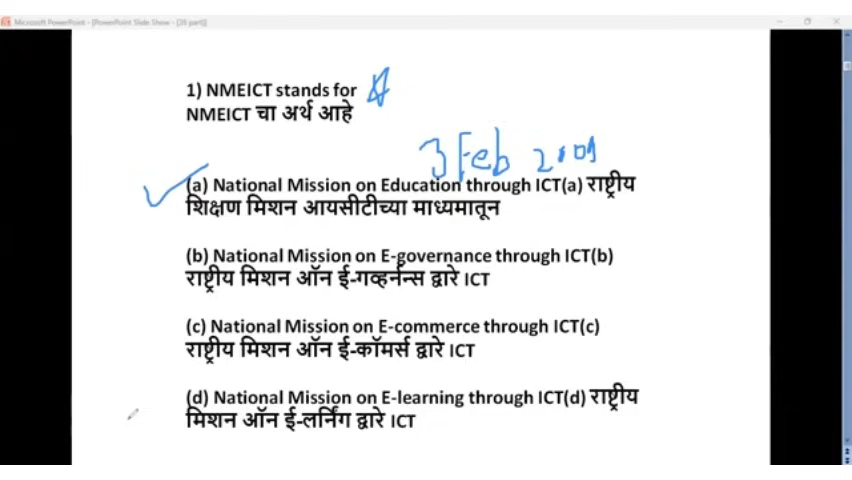 Microsoft PowerPoint - [PowerPoint Slide Show - [28 part]]
1) NMEICT stands for
NMEICT चा अर्थ आहे
3 Feb 2009
(a) National Mission on Education through ICT(a) राष्ट्रीय
शिक्षण मिशन आयसीटीच्या माध्यमातून
(b) National Mission on E-governance through ICT(b)
राष्ट्रीय मिशन ऑन ई-गव्हर्नन्स द्वारे ICT
(c) National Mission on E-commerce through ICT(c)
राष्ट्रीय मिशन ऑन ई-कॉमर्स द्वारे ICT
(d) National Mission on E-learning through ICT(d) राष्ट्रीय
मिशन ऑन ई-लर्निंग द्वारे ICT